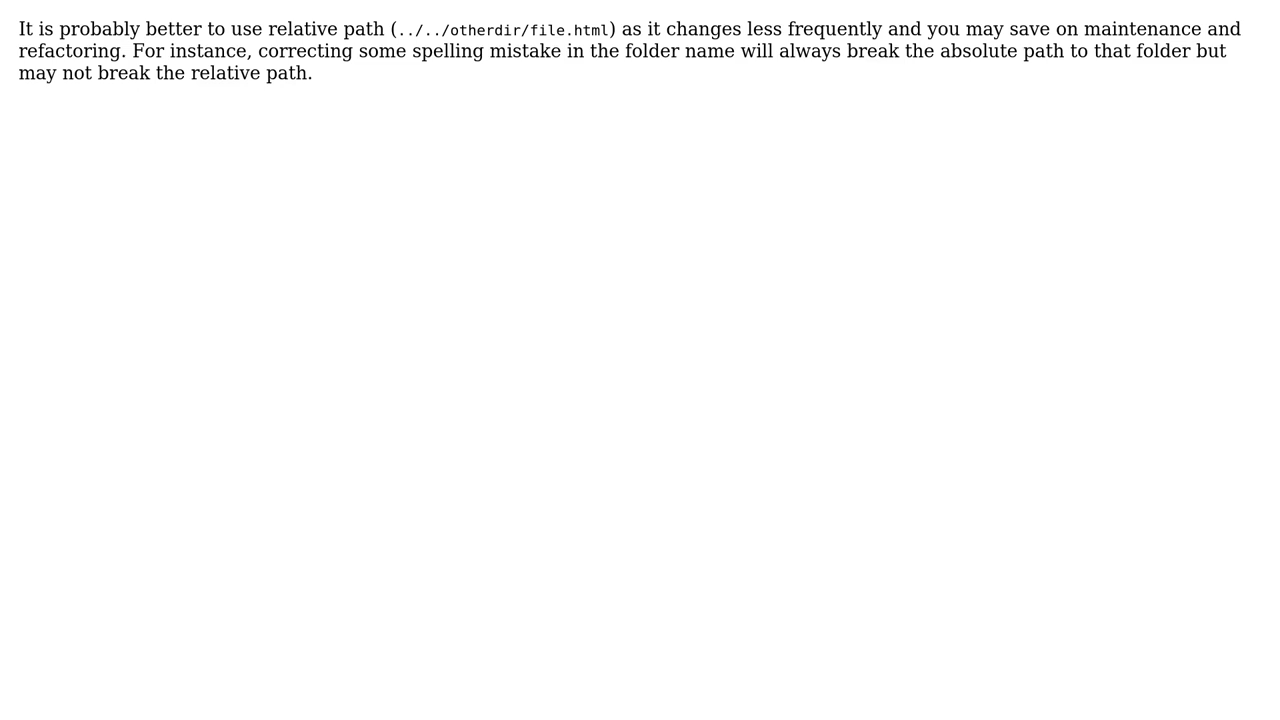 It is probably better to use relative path (../../otherdir/file.html) as it changes less frequently and you may save on maintenance and
refactoring. For instance, correcting some spelling mistake in the folder name will always break the absolute path to that folder but
may not break the relative path.